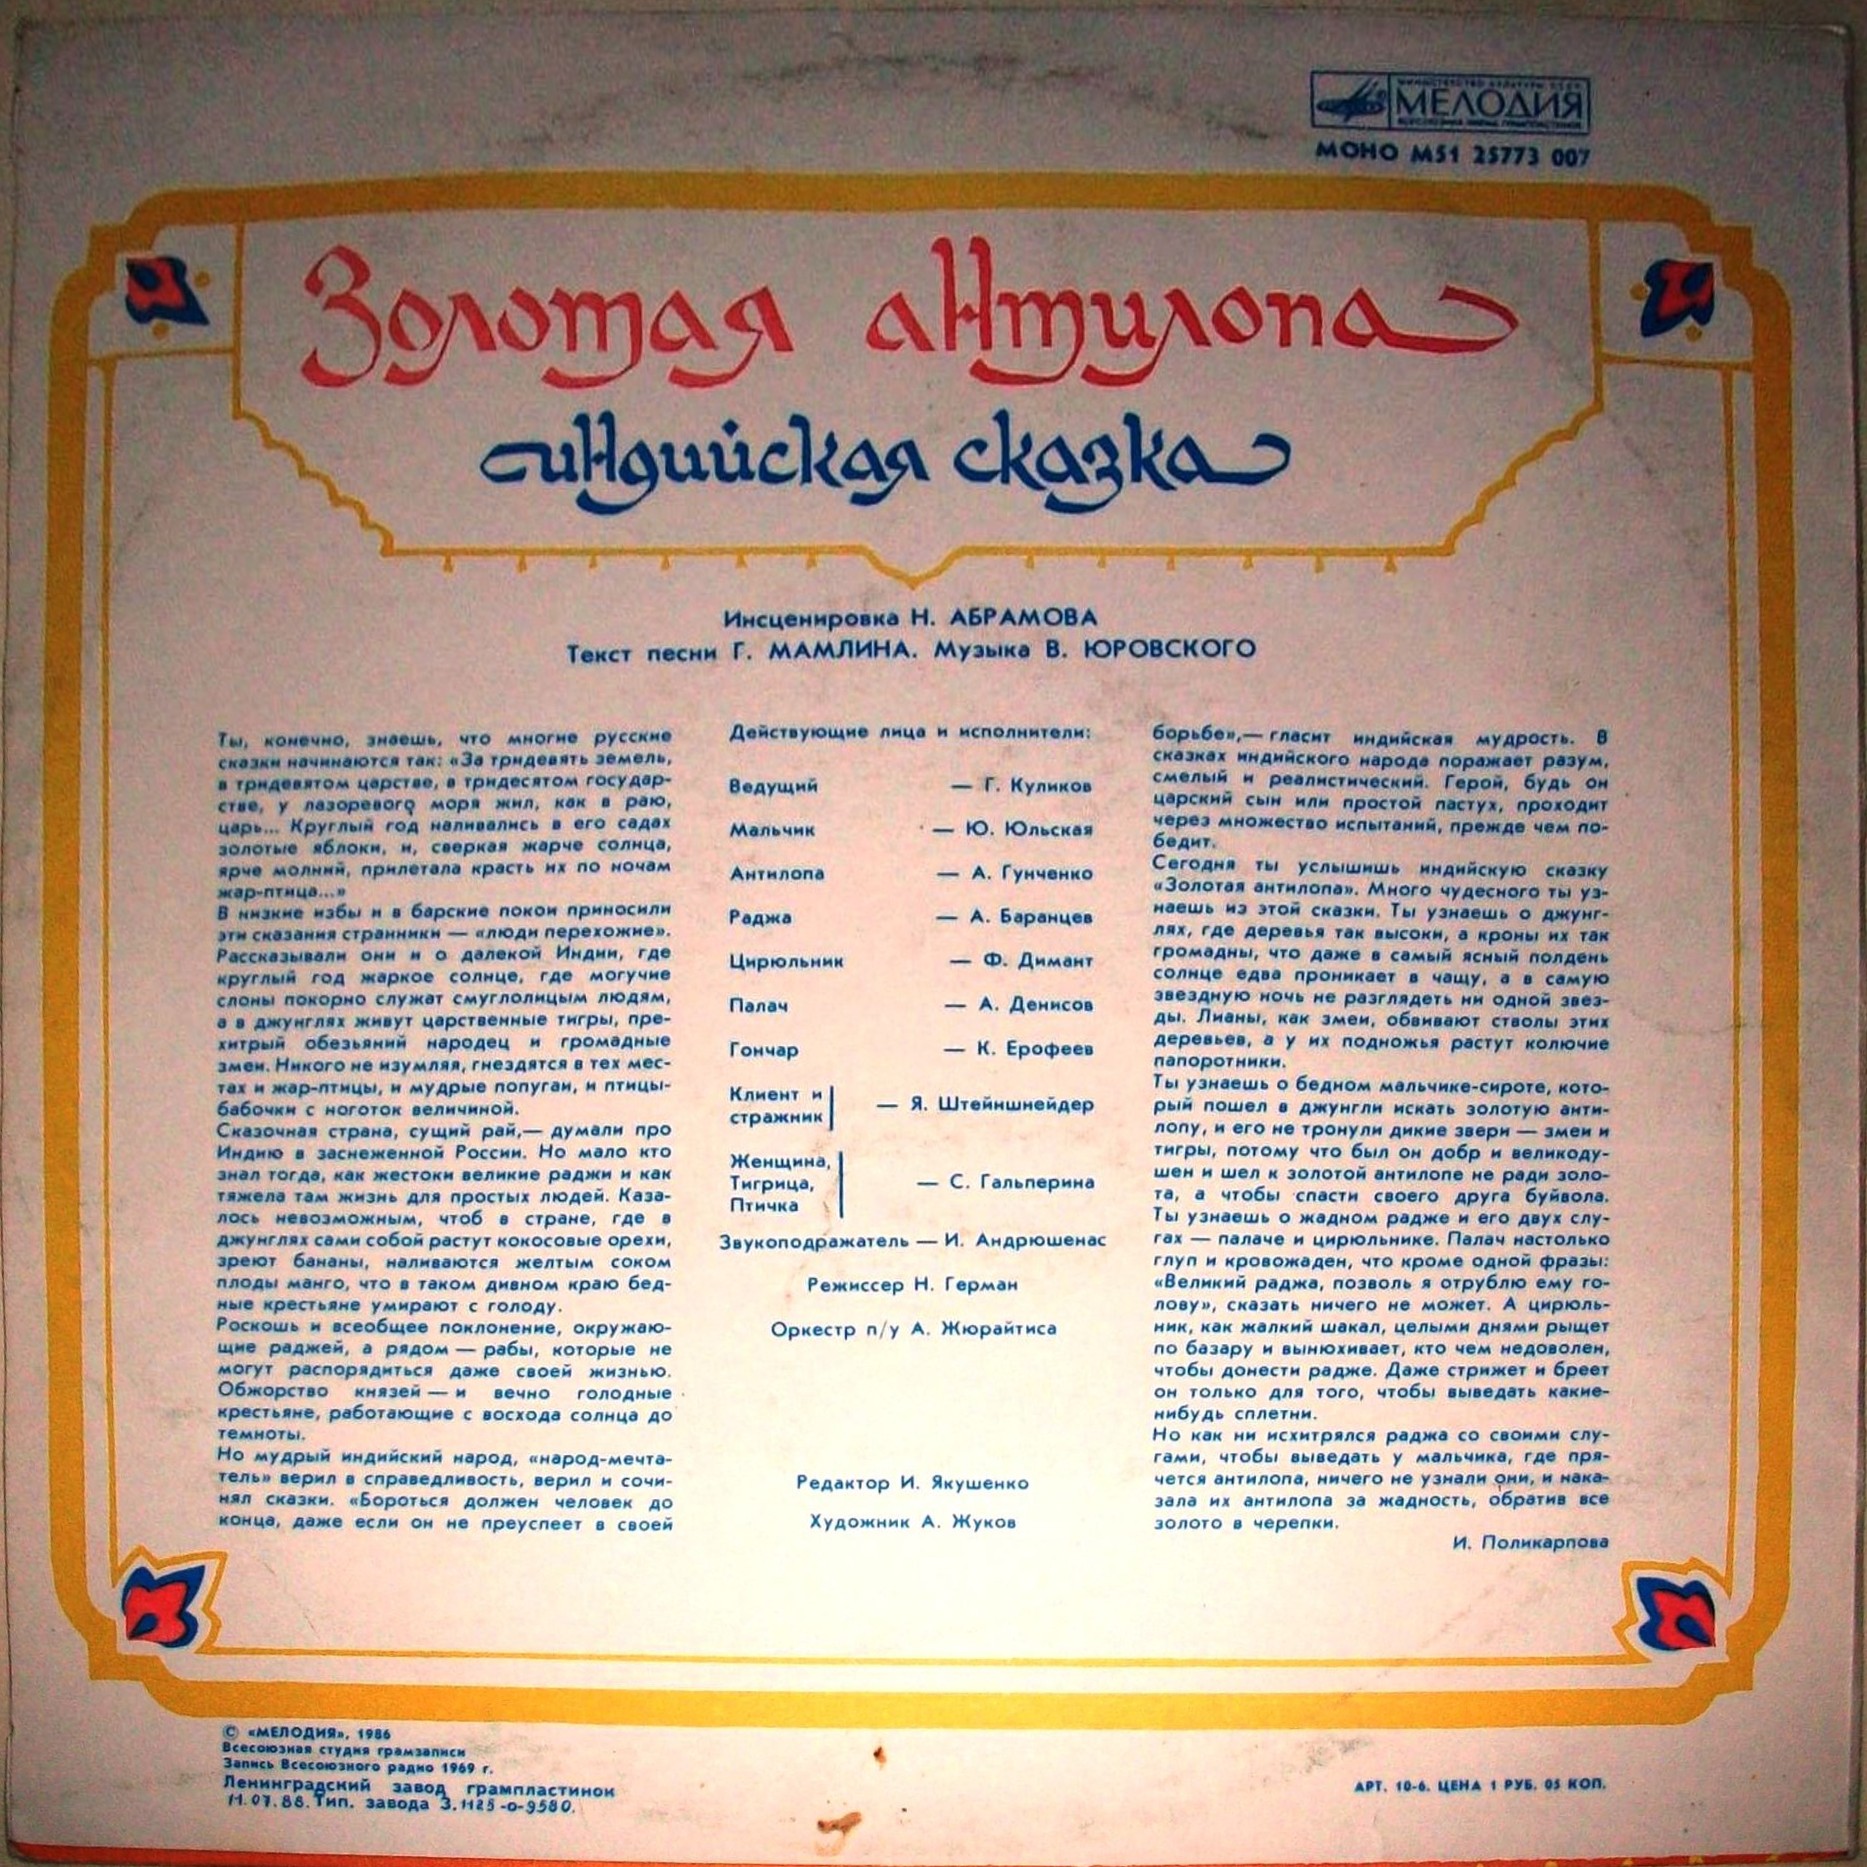 МИНИСТЕРСТВО КУЛЬТУРЫ СССР
МЕЛОДИЯ
ВСЕСОЮЗНАЯ ФИРМА ГРАМПЛАСТИНОК
МОНО М51 25773 007
Золотая антилопа
индийская сказка
Инсценировка Н. АБРАМОВА
Текст песни Г. МАМЛИНА. Музыка В. ЮРОВСКОГО
Ты, конечно, знаешь, что многие русские
сказки начинаются так: «За тридевять земель,
в тридевятом царстве, в тридесятом государ-
стве, у лазоревого моря жил, как в раю,
царь... Круглый год наливались в его садах
золотые яблоки, и, сверкая жарче солнца,
ярче молний, прилетала красть их по ночам
жар-птица...»
В низкие избы и в барские покои приносили
эти сказания странники — «люди перехожие».
Рассказывали они и о далекой Индии, где
круглый год жаркое солнце, где могучие
слоны покорно служат смуглолицым людям,
а в джунглях живут царственные тигры, пре-
хитрый обезьяний народец и громадные
змеи. Никого не изумляя, гнездятся в тех мес-
тах и жар-птицы, и мудрые попугаи, и птицы-
бабочки с ноготок величиной.
Сказочная страна, сущий рай,— думали про
Индию в заснеженной России. Но мало кто
знал тогда, как жестоки великие раджи и как
тяжела там жизнь для простых людей. Каза-
лось невозможным, чтоб в стране, где в
джунглях сами собой растут кокосовые орехи,
зреют бананы, наливаются желтым соком
плоды манго, что в таком дивном краю бед-
ные крестьяне умирают с голоду.
Роскошь и всеобщее поклонение, окружаю-
щие раджей, а рядом — рабы, которые не
могут распорядиться даже своей жизнью.
Обжорство князей — и вечно голодные
крестьяне, работающие с восхода солнца до
темноты.
Но мудрый индийский народ, «народ-мечта-
тель» верил в справедливость, верил и сочи-
нял сказки. «Бороться должен человек до
конца, даже если он не преуспеет в своей
Действующие лица и исполнители:
Ведущий — Г. Куликов
Мальчик — Ю. Юльская
Антилопа — А. Гунченко
Раджа — А. Баранцев
Цирюльник — Ф. Димант
Палач — А. Денисов
Гончар — К. Ерофеев
Клиент и
стражник — Я. Штейншнейдер
Женщина,
Тигрица, — С. Гальперина
Птичка
Звукоподражатель — И. Андрюшенас
Режиссер Н. Герман
Оркестр п/у А. Жюрайтиса
Редактор И. Якушенко
Художник А. Жуков
борьбе»,— гласит индийская мудрость. В
сказках индийского народа поражает разум,
смелый и реалистический. Герой, будь он
царский сын или простой пастух, проходит
через множество испытаний, прежде чем по-
бедит.
Сегодня ты услышишь индийскую сказку
«Золотая антилопа». Много чудесного ты уз-
наешь из этой сказки. Ты узнаешь о джунг-
лях, где деревья так высоки, а кроны их так
громадны, что даже в самый ясный полдень
солнце едва проникает в чащу, а в самую
звездную ночь не разглядеть ни одной звез-
ды. Лианы, как змеи, обвивают стволы этих
деревьев, а у их подножья растут колючие
папоротники.
Ты узнаешь о бедном мальчике-сироте, кото-
рый пошел в джунгли искать золотую анти-
лопу, и его не тронули дикие звери — змеи и
тигры, потому что был он добр и великоду-
шен и шел к золотой антилопе не ради золо-
та, а чтобы спасти своего друга буйвола.
Ты узнаешь о жадном радже и его двух слу-
гах — палаче и цирюльнике. Палач настолько
глуп и кровожаден, что кроме одной фразы:
«Великий раджа, позволь я отрублю ему го-
лову», сказать ничего не может. А цирюль-
ник, как жалкий шакал, целыми днями рыщет
по базару и вынюхивает, кто чем недоволен,
чтобы донести радже. Даже стрижет и бреет
он только для того, чтобы выведать какие-
нибудь сплетни.
Но как ни исхитрялся раджа со своими слу-
гами, чтобы выведать у мальчика, где пря-
чется антилопа, ничего не узнали они, и нака-
зала их антилопа за жадность, обратив все
золото в черепки.
И. Поликарпова
© «МЕЛОДИЯ», 1986
Всесоюзная студия грамзаписи
Запись Всесоюзного радио 1969 г.
Ленинградский завод грампластинок
11.07.88. Тип. завода З.1125-о-9580.
АРТ. 10-6. ЦЕНА 1 РУБ. 05 КОП.